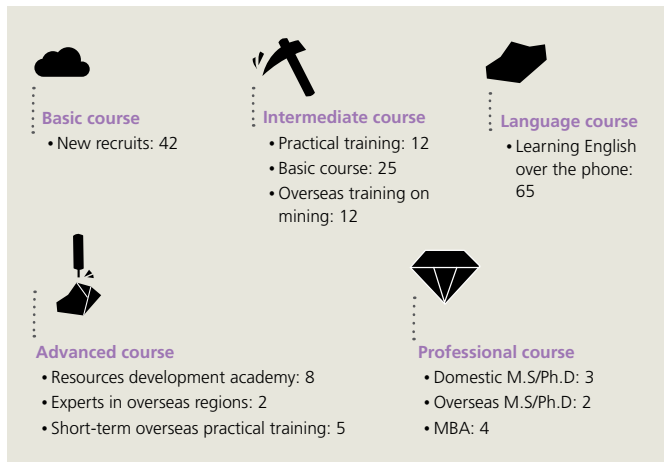 Basic course
• New recruits: 42
Intermediate course
• Practical training: 12
• Basic course: 25
• Overseas training on
mining: 12
Language course
• Learning English
over the phone:
65
Advanced course
• Resources development academy: 8
• Experts in overseas regions: 2
• Short-term overseas practical training: 5
Professional course
• Domestic M.S/Ph.D: 3
• Overseas M.S/Ph.D: 2
• MBA: 4